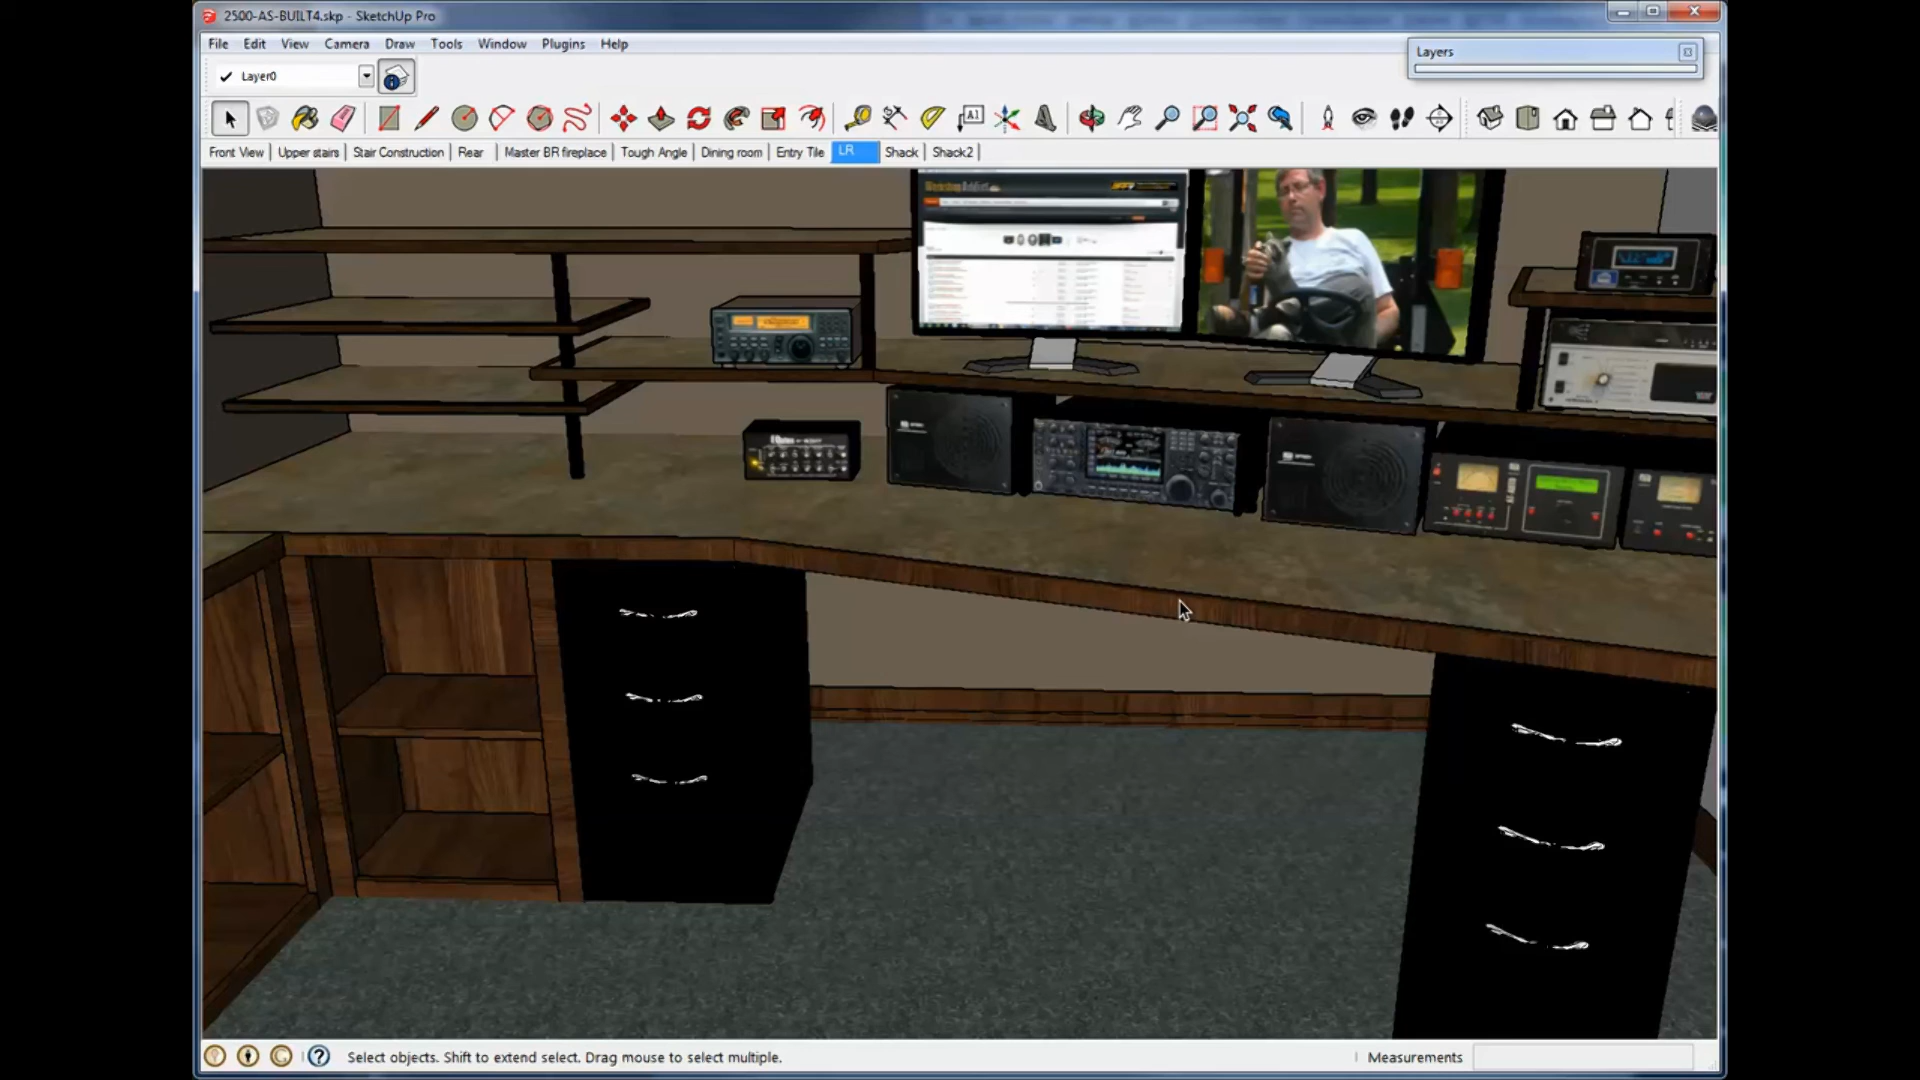 2500-AS-BUILT4.skp - SketchUp Pro
File Edit View Camera Draw Tools Window Plugins Help
Layers
Layer0
A1
Front View Upper stairs Stair Construction Rear Master BR fireplace Tough Angle Dining room Entry Tile LR Shack Shack2
Select objects. Shift to extend select. Drag mouse to select multiple.
Measurements